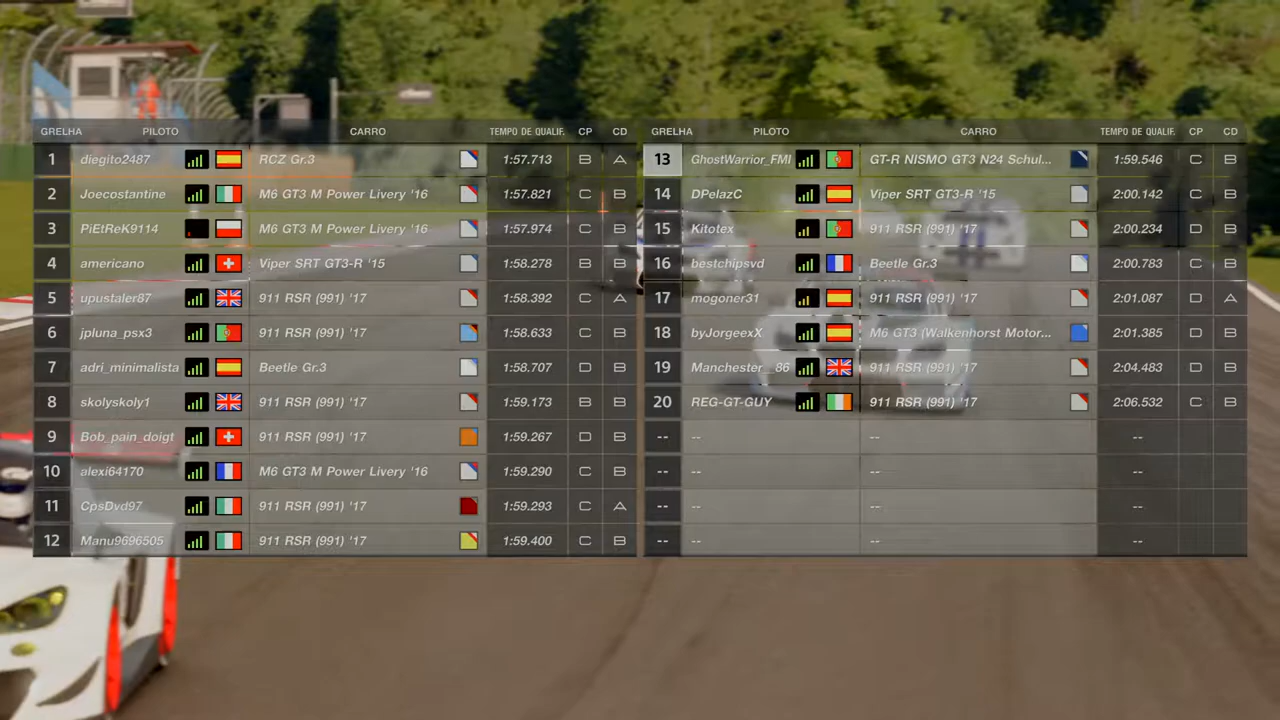 GRELHA PILOTO CARRO TEMPO DE QUALIF. CP CD
1 diegito2487 RCZ Gr.3 1:57.713 B A
2 Joecostantine M6 GT3 M Power Livery '16 1:57.821 C B
3 PiEtReK9114 M6 GT3 M Power Livery '16 1:57.974 C B
4 americano Viper SRT GT3-R '15 1:58.278 B B
5 upustaler87 911 RSR (991) '17 1:58.392 C A
6 jpluna_psx3 911 RSR (991) '17 1:58.633 C B
7 adri_minimalista Beetle Gr.3 1:58.707 D B
8 skolyskoly1 911 RSR (991) '17 1:59.173 C B
9 Bob_pain_doigt 911 RSR (991) '17 1:59.267 D B
10 alexi64170 M6 GT3 M Power Livery '16 1:59.290 C B
11 CpsDvd97 911 RSR (991) '17 1:59.293 C A
12 Manu9696505 911 RSR (991) '17 1:59.400 C B
GRELHA PILOTO CARRO TEMPO DE QUALIF. CP CD
13 GhostWarrior_FMI GT-R NISMO GT3 N24 Schul... 1:59.546 C B
14 DPelazC Viper SRT GT3-R '15 2:00.142 C B
15 Kitotex 911 RSR (991) '17 2:00.234 D B
16 bestchipsvd Beetle Gr.3 2:00.783 C B
17 mogoner31 911 RSR (991) '17 2:01.087 D A
18 byJorgeexX M6 GT3 (Walkenhorst Motor... 2:01.385 D B
19 Manchester__86 911 RSR (991) '17 2:04.483 D B
20 REG-GT-GUY 911 RSR (991) '17 2:06.532 C B
-- -- -- --
-- -- -- --
-- -- -- --
-- -- -- --